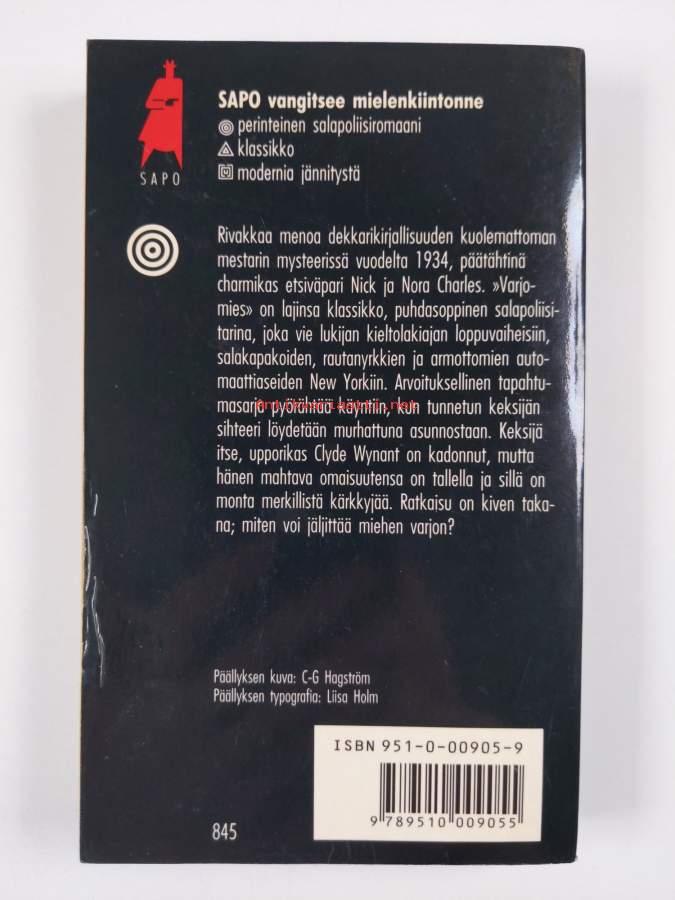 SAPO vangitsee mielenkiintonne
perinteinen salapoliisiromaani
klassikko
modernia jännitystä
SAPO
Rivakkaa menoa dekkarikirjallisuuden kuolemattoman
mestarin mysteerissä vuodelta 1934, päätähtinä
charmikas etsiväpari Nick ja Nora Charles. »Varjo-
mies» on lajinsa klassikko, puhdasoppinen salapoliisi-
tarina, joka vie lukijan kieltolakiajan loppuvaiheisiin,
salakapakoiden, rautanyrkkien ja armottomien auto-
maattiaseiden New Yorkiin. Arvoituksellinen tapahtu-
masarja pyörähtää käyntiin, kun tunnetun keksijän
antikvariaatti.net
sihteeri löydetään murhattuna asunnostaan. Keksijä
itse, upporikas Clyde Wynant on kadonnut, mutta
hänen mahtava omaisuutensa on tallella ja sillä on
monta merkillistä kärkkyjää. Ratkaisu on kiven taka-
na; miten voi jäljittää miehen varjon?
Päällyksen kuva: C-G Hagström
Päällyksen typografia: Liisa Holm
ISBN 951-0-00905-9
9 789510 009055
845